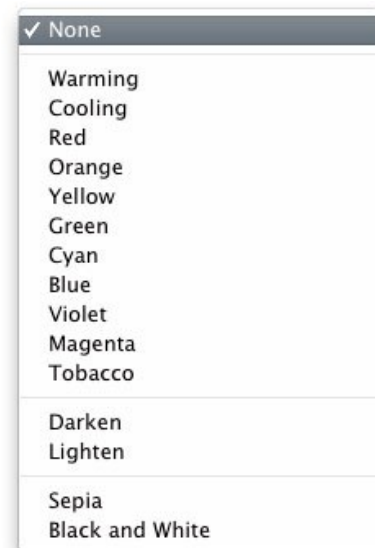 ✓ None
Warming
Cooling
Red
Orange
Yellow
Green
Cyan
Blue
Violet
Magenta
Tobacco
Darken
Lighten
Sepia
Black and White